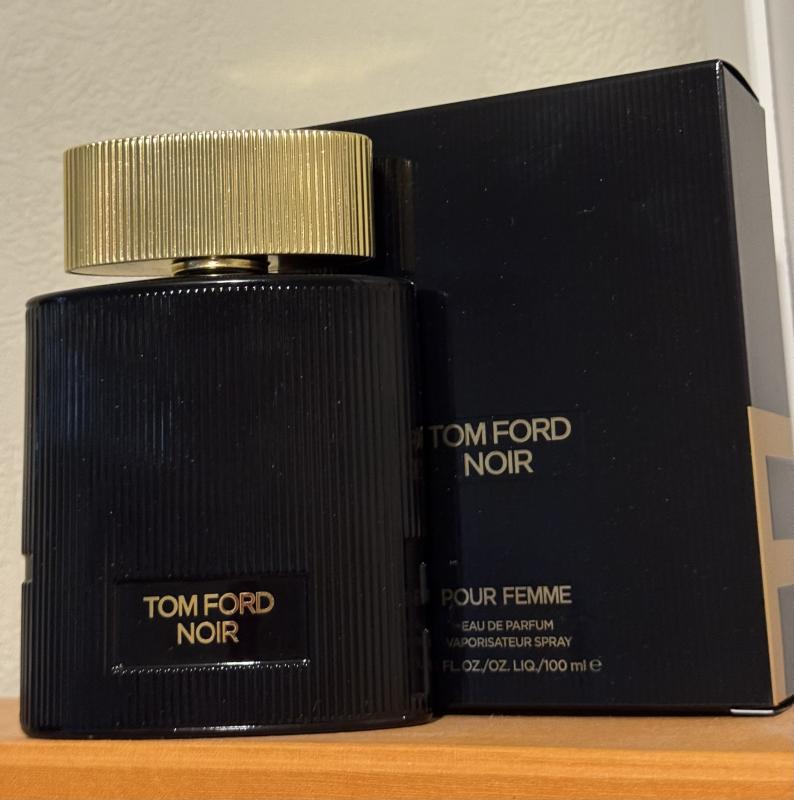 TOM FORD
NOIR
TOM FORD
NOIR
POUR FEMME
EAU DE PARFUM
VAPORISATEUR SPRAY
FL.OZ./OZ. LIQ./100 ml ℮